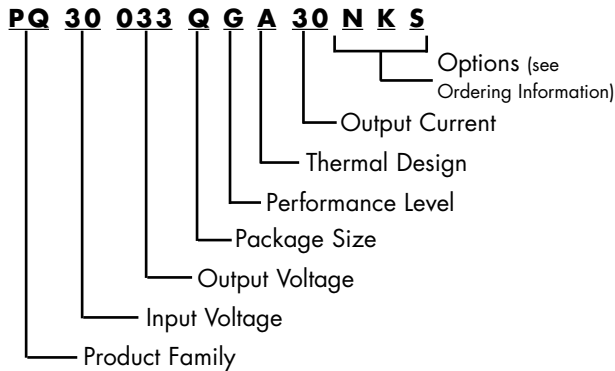 PQ 30 033 Q G A 30 N K S
Options (see
Ordering Information)
Output Current
Thermal Design
Performance Level
Package Size
Output Voltage
Input Voltage
Product Family